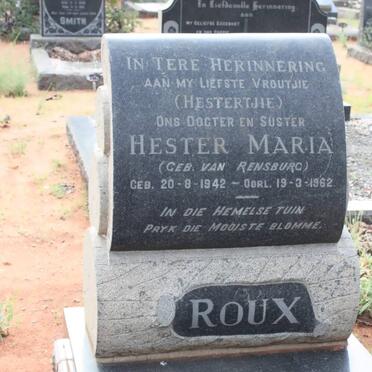 SMITH
In Liefdevolle Herinnering
aan
IN TERE HERINNERING
AAN MY LIEFSTE VROUTJIE
(HESTERTJIE)
ONS DOGTER EN SUSTER
HESTER MARIA
(GEB. VAN RENSBURG)
GEB. 20-8-1942 – OORL. 19-3-1962
IN DIE HEMELSE TUIN
PRYK DIE MOOISTE BLOMME.
ROUX